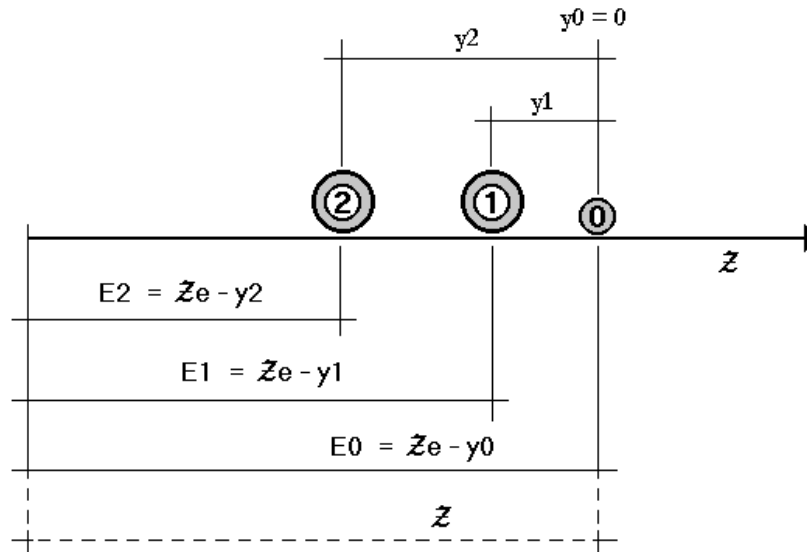 y0 = 0
y2
y1
2
1
0
Z
E2 = Ze - y2
E1 = Ze - y1
E0 = Ze - y0
Z